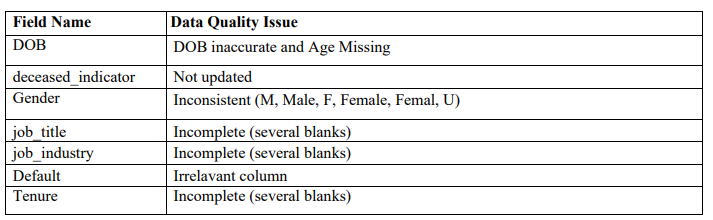 Field Name Data Quality Issue
DOB DOB inaccurate and Age Missing
deceased_indicator Not updated
Gender Inconsistent (M, Male, F, Female, Femal, U)
job_title Incomplete (several blanks)
job_industry Incomplete (several blanks)
Default Irrelavant column
Tenure Incomplete (several blanks)